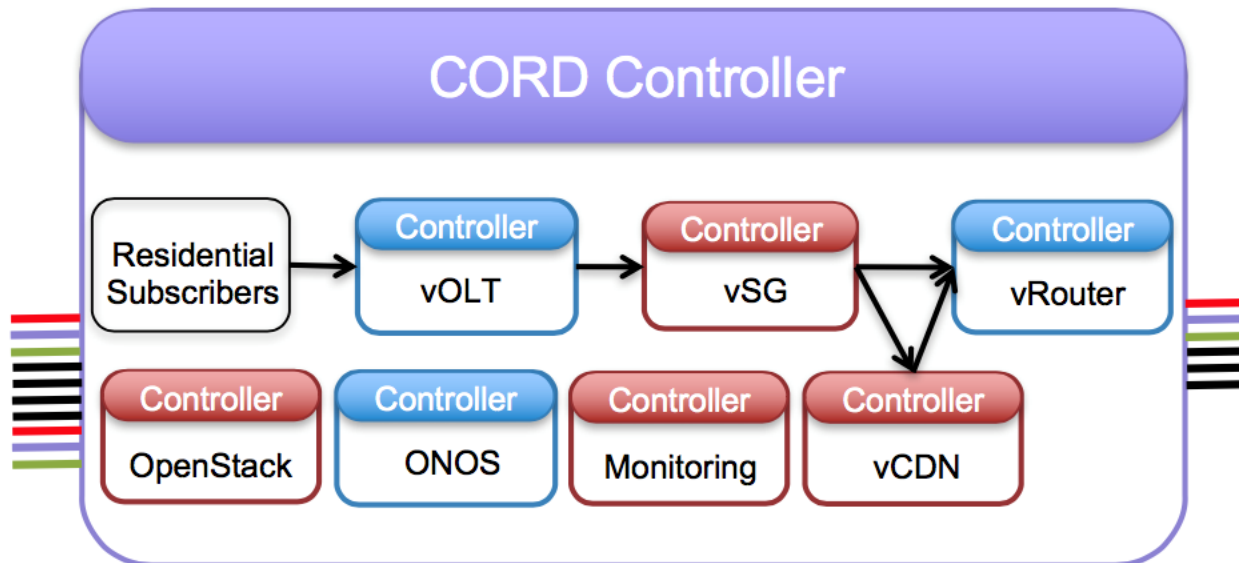 CORD Controller
Residential
Subscribers
Controller
vOLT
Controller
vSG
Controller
vRouter
Controller
OpenStack
Controller
ONOS
Controller
Monitoring
Controller
vCDN